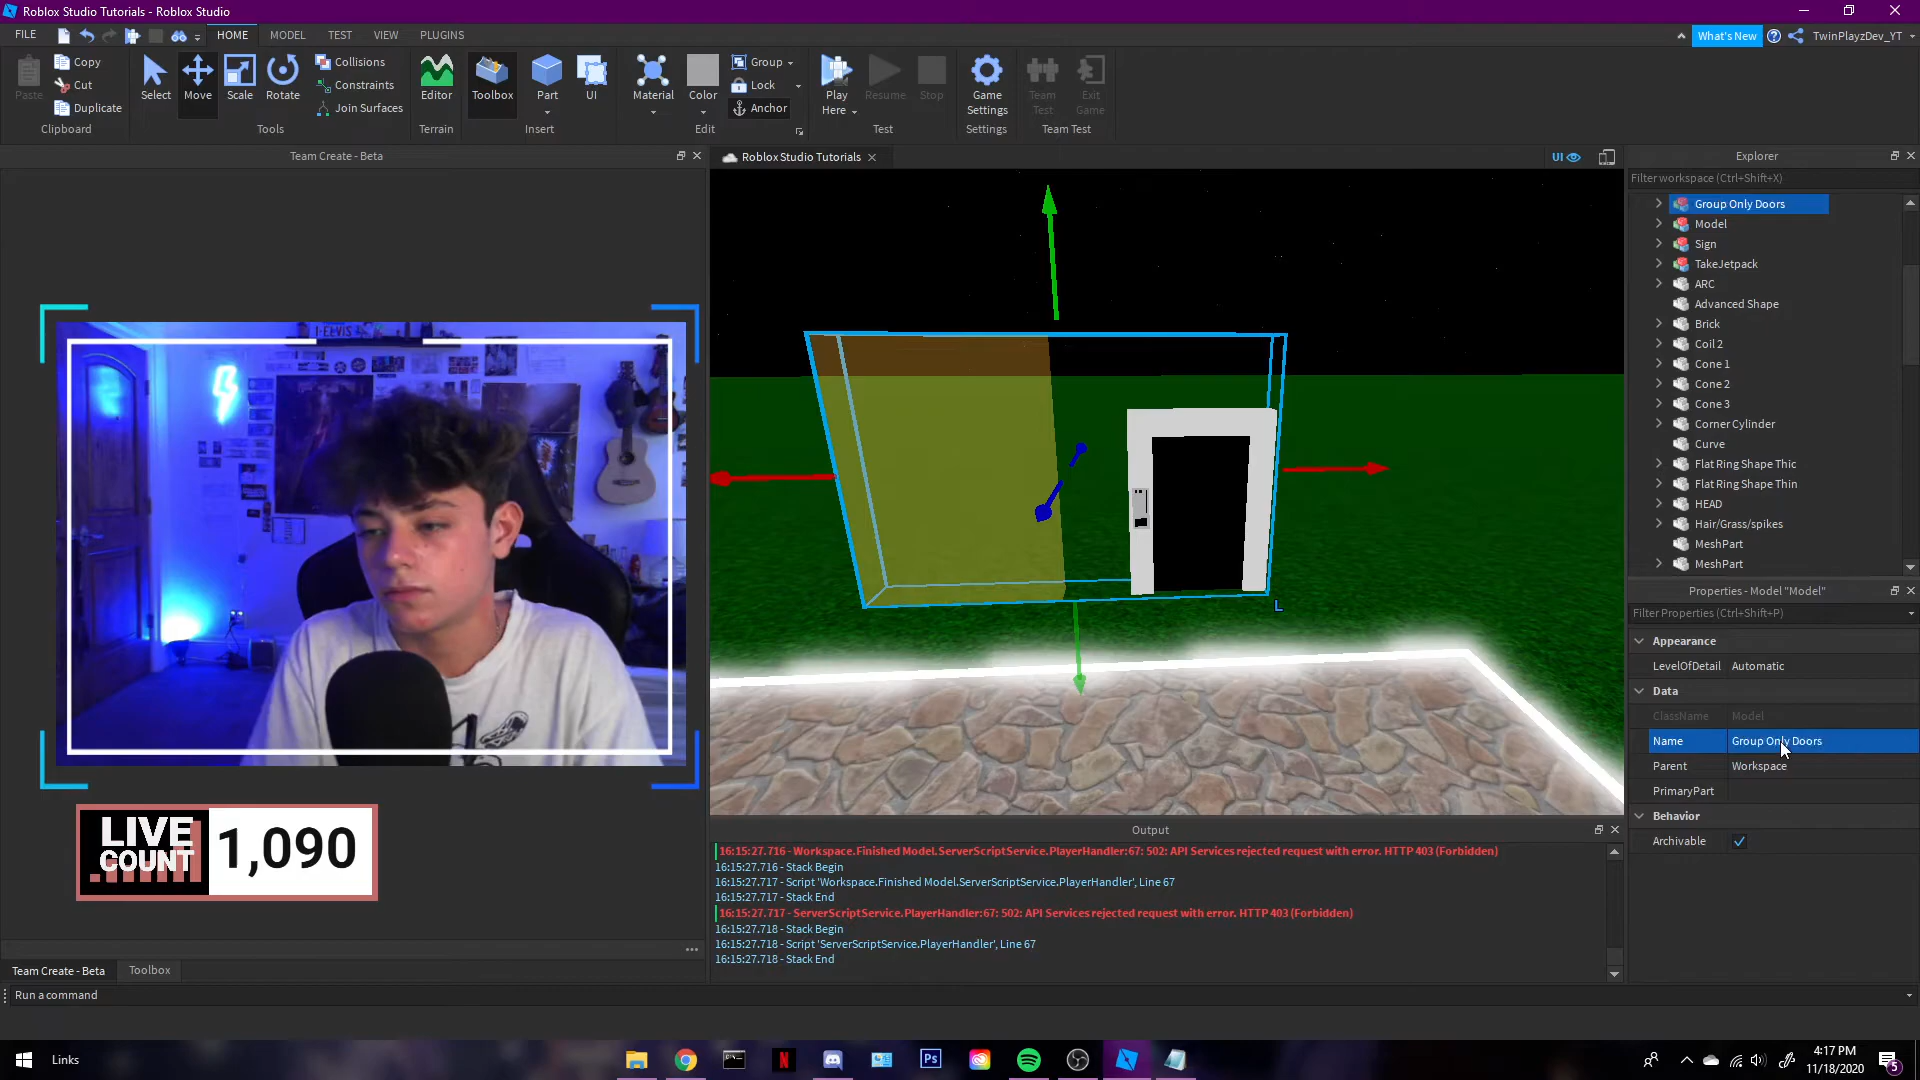 Roblox Studio Tutorials - Roblox Studio
FILE
HOME
MODEL
TEST
VIEW
PLUGINS
What's New
TwinPlayzDev_YT
Paste
Copy
Cut
Duplicate
Clipboard
Select
Move
Scale
Rotate
Collisions
Constraints
Join Surfaces
Tools
Editor
Terrain
Toolbox
Part
UI
Insert
Material
Color
Group
Lock
Anchor
Edit
Play Here
Resume
Stop
Test
Game Settings
Settings
Team Test
Exit Game
Team Test
Team Create - Beta
Roblox Studio Tutorials
UI
Explorer
Filter workspace (Ctrl+Shift+X)
Group Only Doors
Model
Sign
TakeJetpack
ARC
Advanced Shape
Brick
Coil 2
Cone 1
Cone 2
Cone 3
Corner Cylinder
Curve
Flat Ring Shape Thic
Flat Ring Shape Thin
HEAD
Hair/Grass/spikes
MeshPart
MeshPart
L
Properties - Model "Model"
Filter Properties (Ctrl+Shift+P)
Appearance
LevelOfDetail Automatic
Data
ClassName Model
Name Group Only Doors
Parent Workspace
PrimaryPart
Behavior
Archivable
LIVE
COUNT
1,090
Output
16:15:27.716 - Workspace.Finished Model.ServerScriptService.PlayerHandler:67: 502: API Services rejected request with error. HTTP 403 (Forbidden)
16:15:27.716 - Stack Begin
16:15:27.717 - Script 'Workspace.Finished Model.ServerScriptService.PlayerHandler', Line 67
16:15:27.717 - Stack End
16:15:27.717 - ServerScriptService.PlayerHandler:67: 502: API Services rejected request with error. HTTP 403 (Forbidden)
16:15:27.718 - Stack Begin
16:15:27.718 - Script 'ServerScriptService.PlayerHandler', Line 67
16:15:27.718 - Stack End
Team Create - Beta
Toolbox
Run a command
Links
N
Ps
4:17 PM
11/18/2020
5